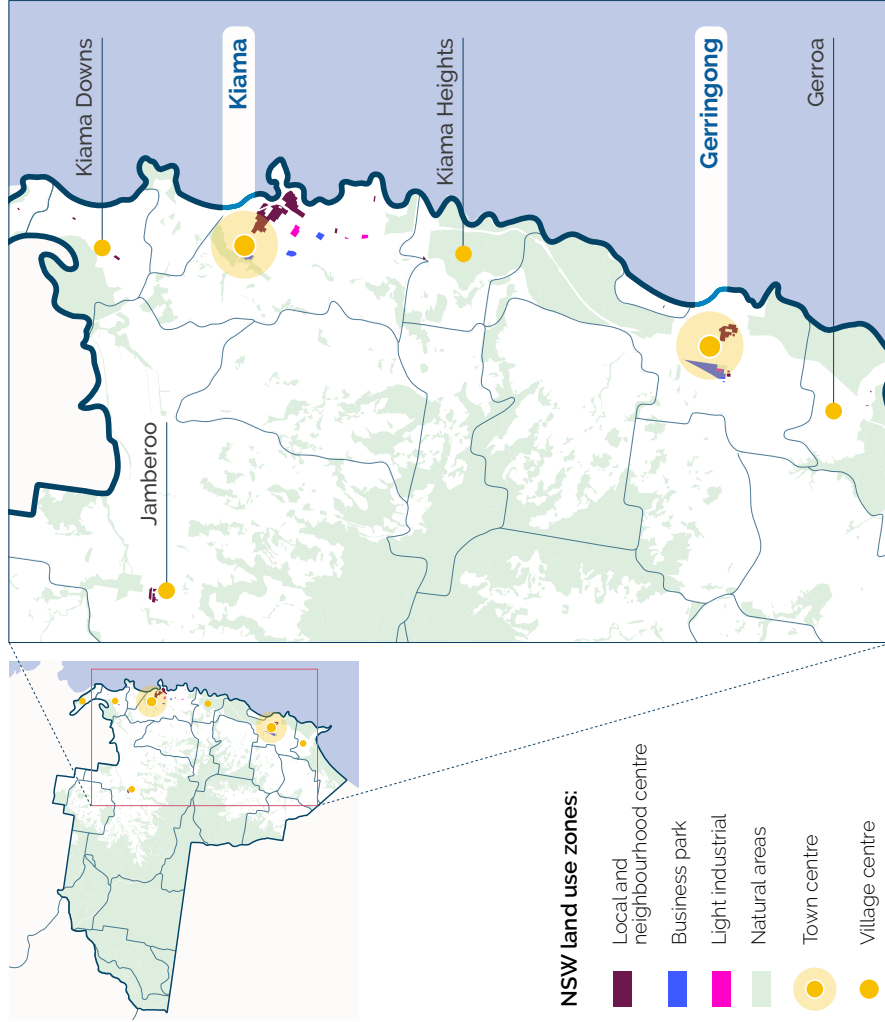 Kiama Downs
Kiama
Kiama Heights
Gerringong
Gerroa
Jamberoo
NSW land use zones:
Local and
neighbourhood centre
Business park
Light industrial
Natural areas
Town centre
Village centre